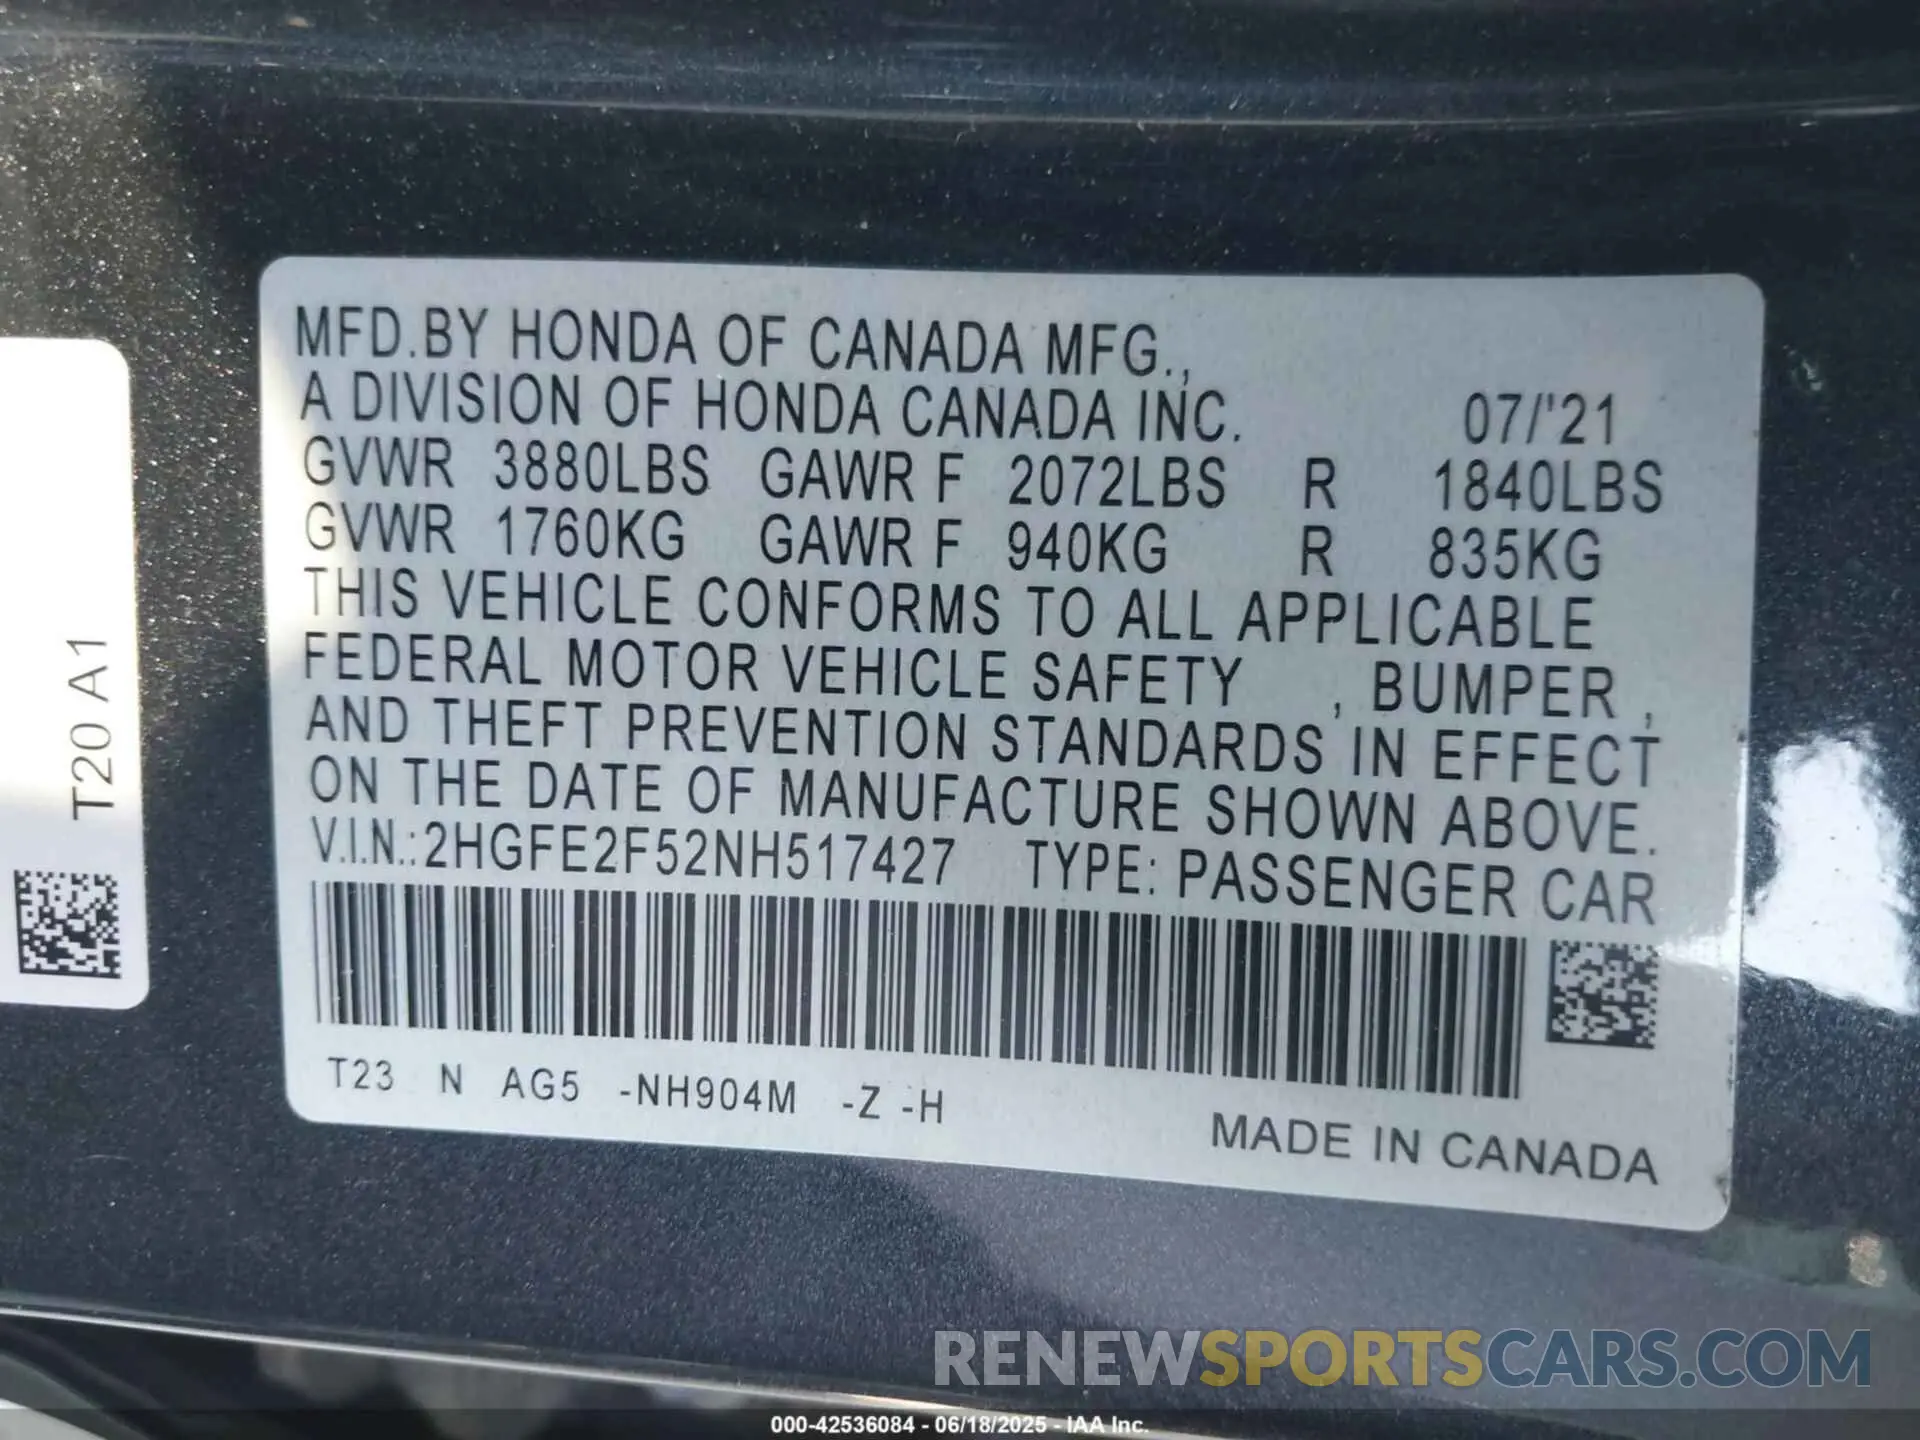 MFD.BY HONDA OF CANADA MFG.,
A DIVISION OF HONDA CANADA INC. 07/'21
GVWR 3880LBS GAWR F 2072LBS R 1840LBS
GVWR 1760KG GAWR F 940KG R 835KG
THIS VEHICLE CONFORMS TO ALL APPLICABLE
FEDERAL MOTOR VEHICLE SAFETY , BUMPER ,
AND THEFT PREVENTION STANDARDS IN EFFECT
ON THE DATE OF MANUFACTURE SHOWN ABOVE.
V.I.N.:2HGFE2F52NH517427 TYPE: PASSENGER CAR
T23 N AG5 -NH904M -Z -H
MADE IN CANADA
T20 A1
RENEWSPORTSCARS.COM
000-42536084 - 06/18/2025 - IAA Inc.